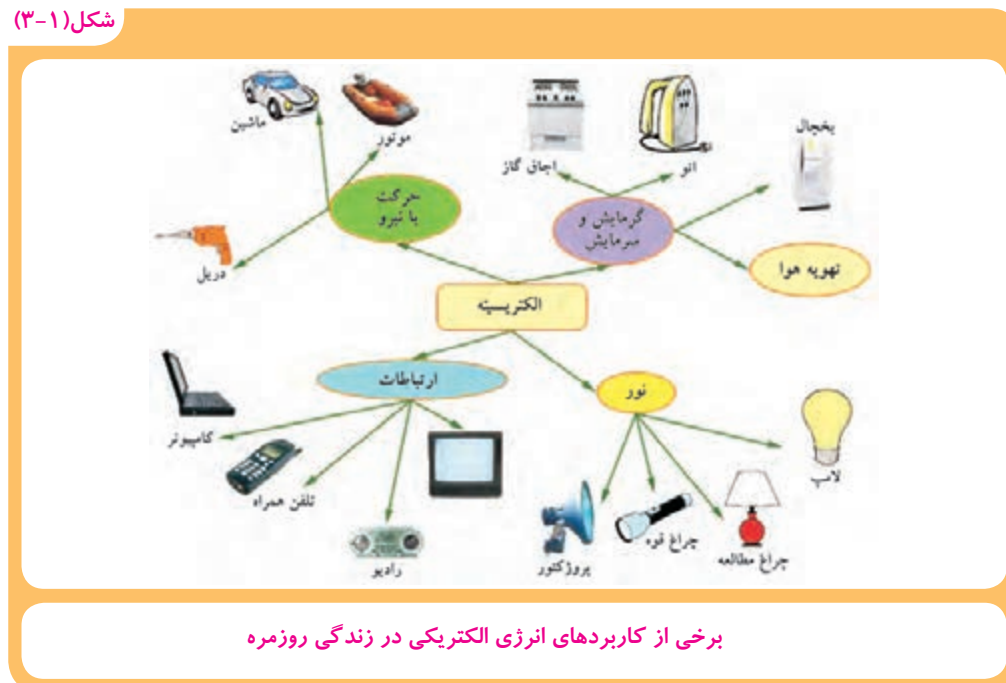 شکل(۱-۳)
ماشین
موتور
دریل
حرکت
یا نیرو
اجاق گاز
اتو
یخچال
گرمایش و
سرمایش
تهویه هوا
الکتریسیته
ارتباطات
نور
کامپیوتر
تلفن همراه
رادیو
پروژکتور
چراغ قوه
چراغ مطالعه
لامپ
برخی از کاربردهای انرژی الکتریکی در زندگی روزمره